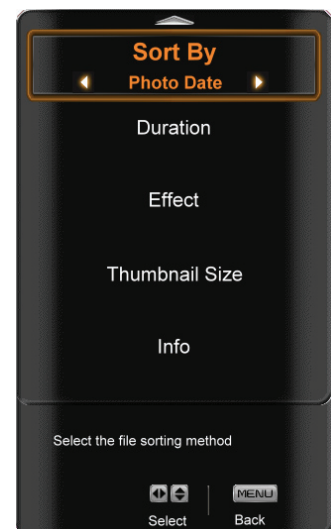 Sort By
Photo Date
Duration
Effect
Thumbnail Size
Info
Select the file sorting method
MENU
Select Back